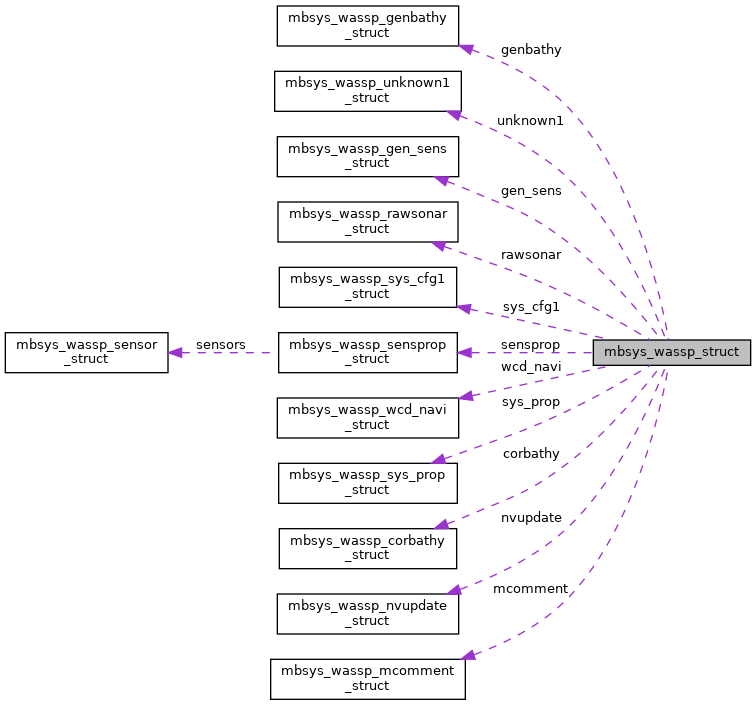 mbsys_wassp_genbathy
_struct
genbathy
mbsys_wassp_unknown1
_struct
unknown1
mbsys_wassp_gen_sens
_struct
gen_sens
mbsys_wassp_rawsonar
_struct
rawsonar
mbsys_wassp_sys_cfg1
_struct
sys_cfg1
mbsys_wassp_sensor
_struct
sensors
mbsys_wassp_sensprop
_struct
sensprop
mbsys_wassp_struct
wcd_navi
mbsys_wassp_wcd_navi
_struct
sys_prop
mbsys_wassp_sys_prop
_struct
corbathy
mbsys_wassp_corbathy
_struct
nvupdate
mbsys_wassp_nvupdate
_struct
mcomment
mbsys_wassp_mcomment
_struct